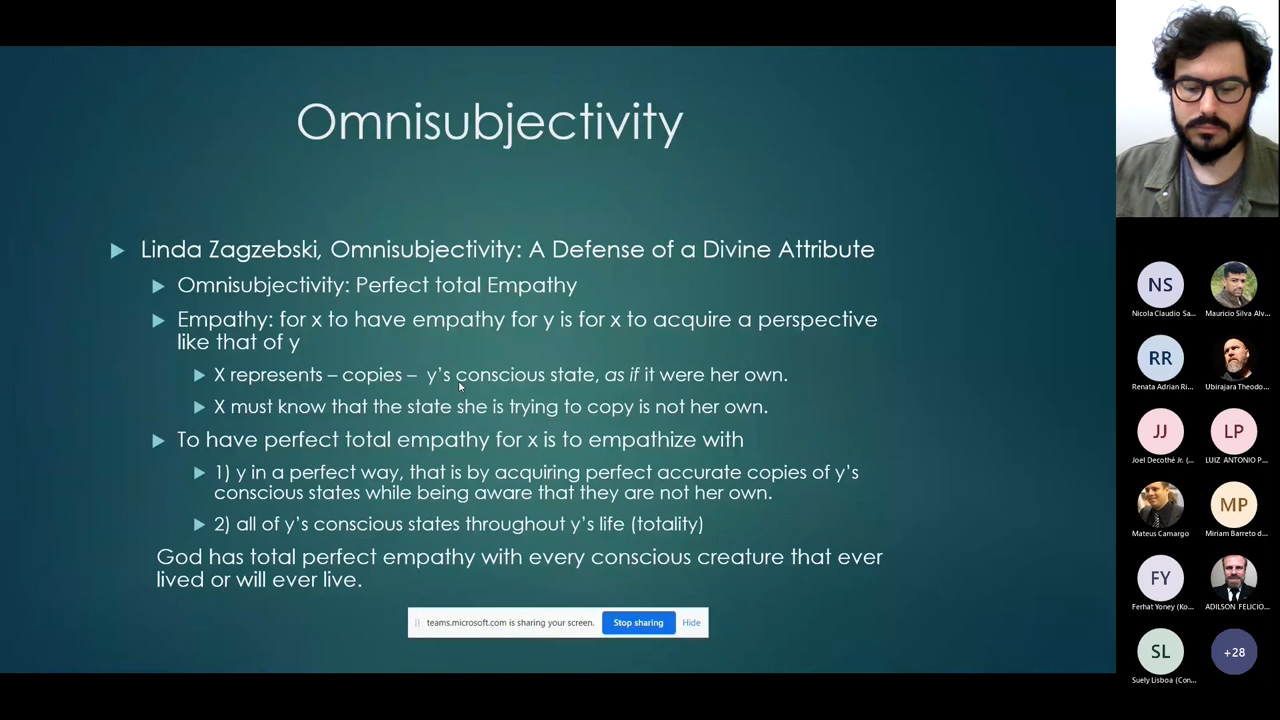 Omnisubjectivity
Linda Zagzebski, Omnisubjectivity: A Defense of a Divine Attribute
Omnisubjectivity: Perfect total Empathy
Empathy: for x to have empathy for y is for x to acquire a perspective
like that of y
X represents – copies – y's conscious state, as if it were her own.
X must know that the state she is trying to copy is not her own.
To have perfect total empathy for x is to empathize with
1) y in a perfect way, that is by acquiring perfect accurate copies of y's
conscious states while being aware that they are not her own.
2) all of y's conscious states throughout y's life (totality)
God has total perfect empathy with every conscious creature that ever
lived or will ever live.
teams.microsoft.com is sharing your screen. Stop sharing Hide
NS
Nicola Claudio Sa... Mauricio Silva Alv...
RR
Renata Adrian Ri... Ubirajara Theodo...
JJ LP
Joel Decothé Jr. (... LUIZ ANTONIO P...
MP
Mateus Camargo Miriam Barreto d...
FY
Ferhat Yoney (Ko... ADILSON FELICIO...
SL +28
Suely Lisboa (Con...